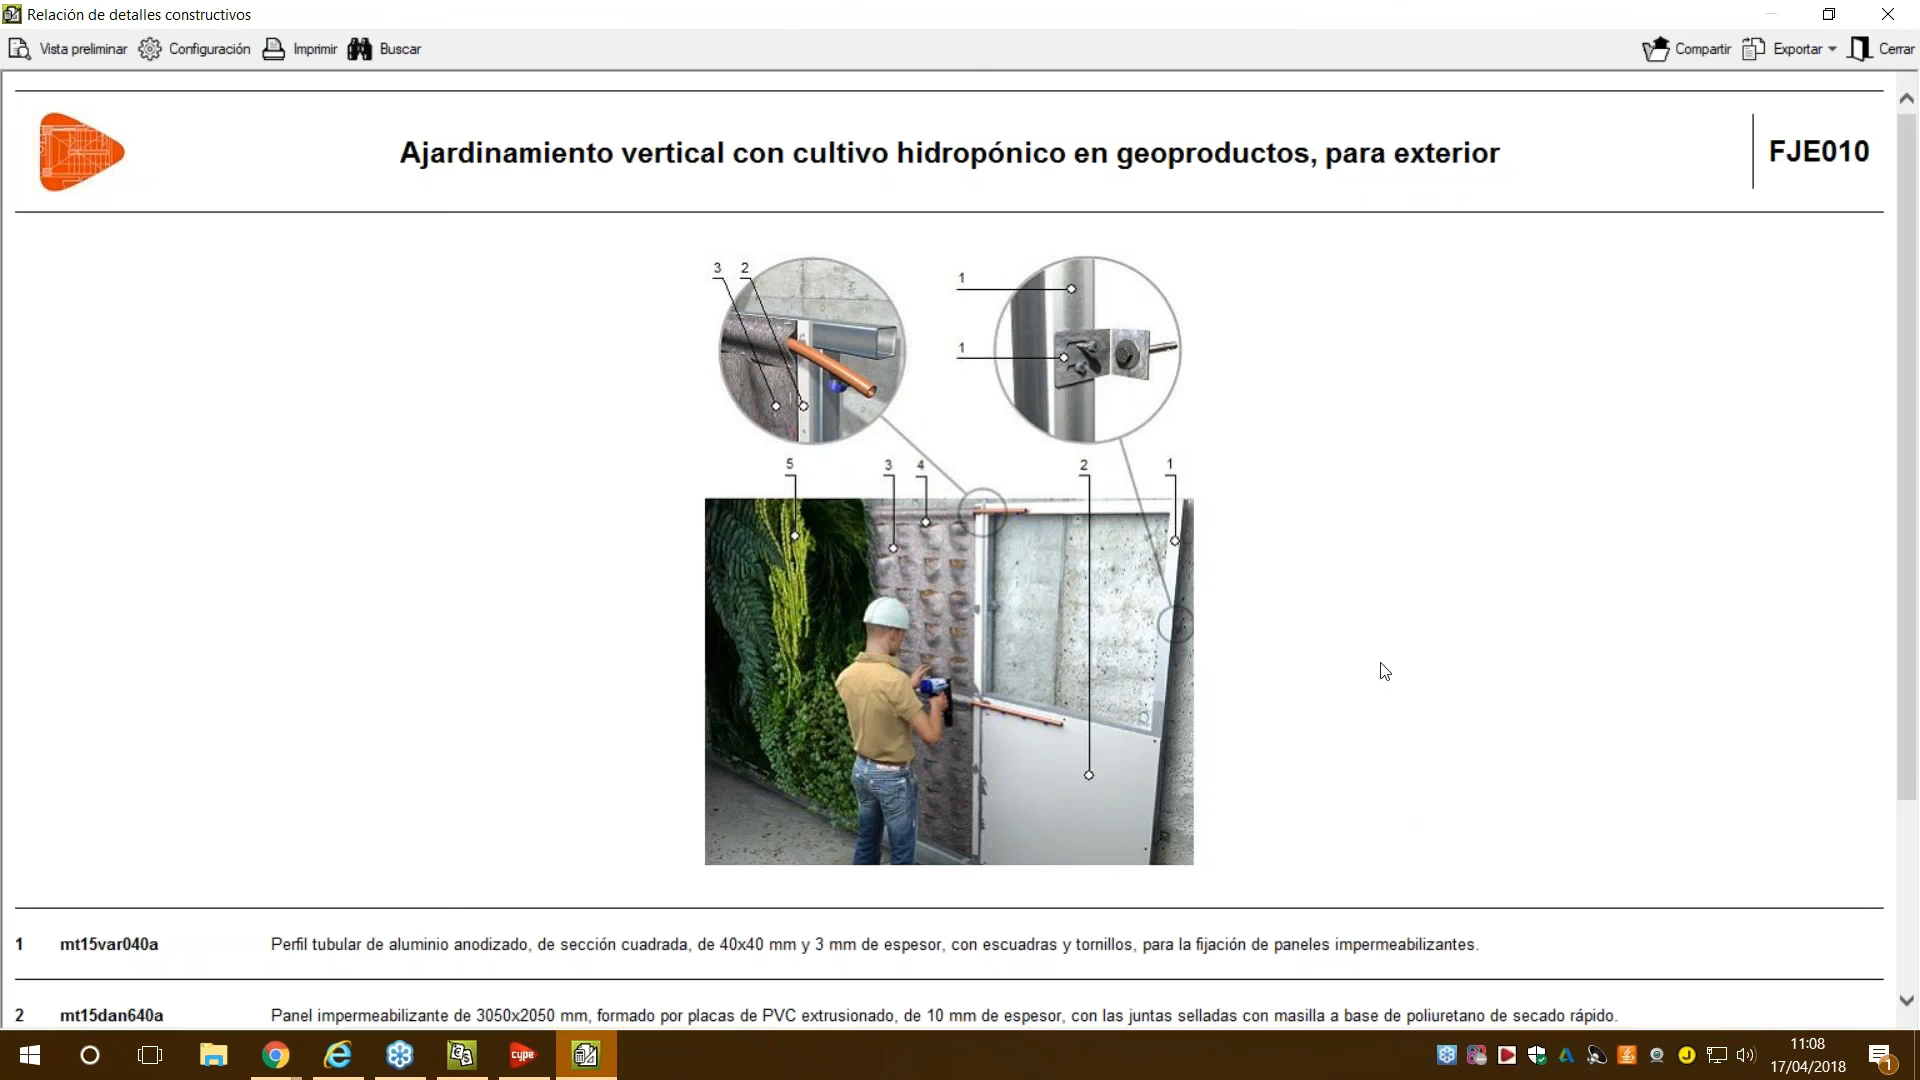 Relación de detalles constructivos
Vista preliminar Configuración Imprimir Buscar Compartir Exportar Cerrar
Ajardinamiento vertical con cultivo hidropónico en geoproductos, para exterior FJE010
3 2 1
1
5 3 4 2 1
1 mt15var040a Perfil tubular de aluminio anodizado, de sección cuadrada, de 40x40 mm y 3 mm de espesor, con escuadras y tornillos, para la fijación de paneles impermeabilizantes.
2 mt15dan640a Panel impermeabilizante de 3050x2050 mm, formado por placas de PVC extrusionado, de 10 mm de espesor, con las juntas selladas con masilla a base de poliuretano de secado rápido.
cype
11:08
17/04/2018
1